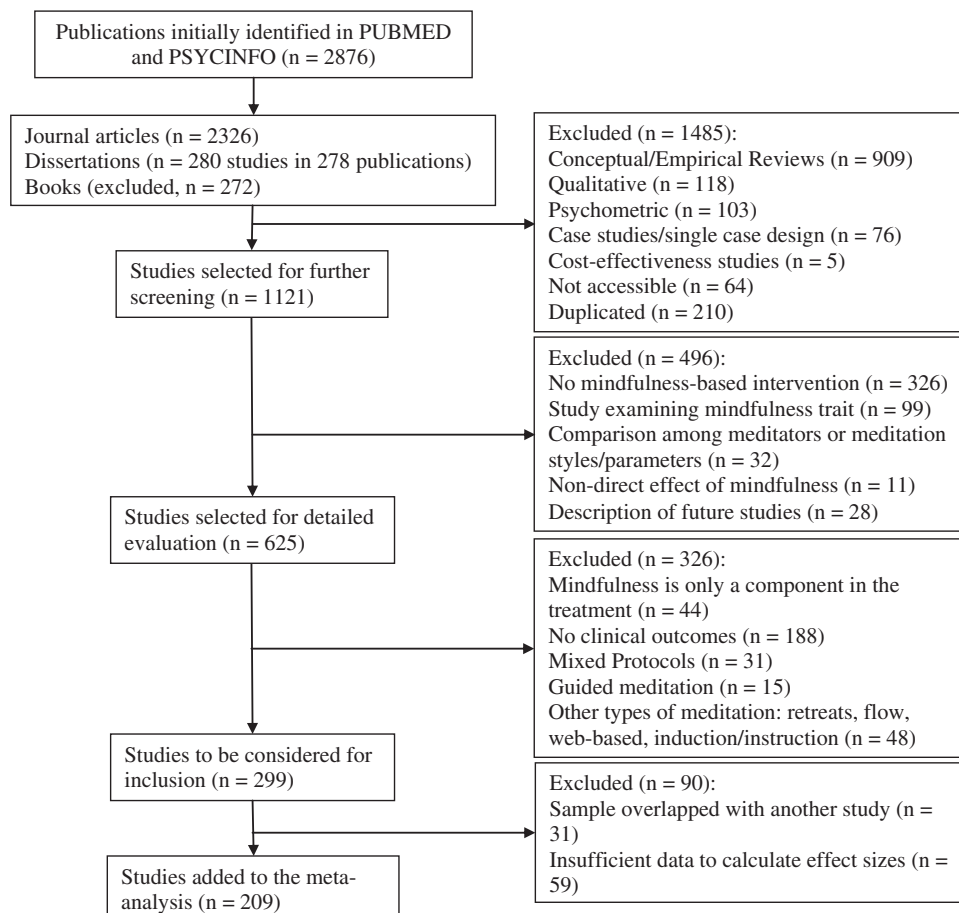 Publications initially identified in PUBMED
and PSYCINFO (n = 2876)
Journal articles (n = 2326)
Dissertations (n = 280 studies in 278 publications)
Books (excluded, n = 272)
Excluded (n = 1485):
Conceptual/Empirical Reviews (n = 909)
Qualitative (n = 118)
Psychometric (n = 103)
Case studies/single case design (n = 76)
Cost-effectiveness studies (n = 5)
Not accessible (n = 64)
Duplicated (n = 210)
Studies selected for further
screening (n = 1121)
Excluded (n = 496):
No mindfulness-based intervention (n = 326)
Study examining mindfulness trait (n = 99)
Comparison among meditators or meditation
styles/parameters (n = 32)
Non-direct effect of mindfulness (n = 11)
Description of future studies (n = 28)
Studies selected for detailed
evaluation (n = 625)
Excluded (n = 326):
Mindfulness is only a component in the
treatment (n = 44)
No clinical outcomes (n = 188)
Mixed Protocols (n = 31)
Guided meditation (n = 15)
Other types of meditation: retreats, flow,
web-based, induction/instruction (n = 48)
Studies to be considered for
inclusion (n = 299)
Excluded (n = 90):
Sample overlapped with another study (n =
31)
Insufficient data to calculate effect sizes (n =
59)
Studies added to the meta-
analysis (n = 209)